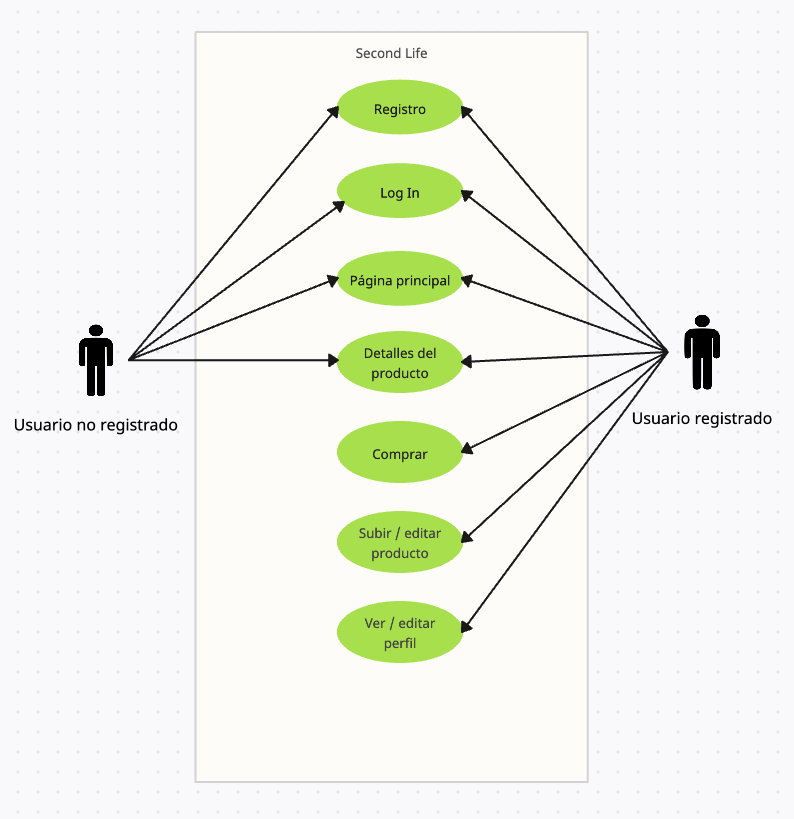 Second Life
Registro
Log In
Página principal
Detalles del
producto
Usuario no registrado
Usuario registrado
Comprar
Subir / editar
producto
Ver / editar
perfil